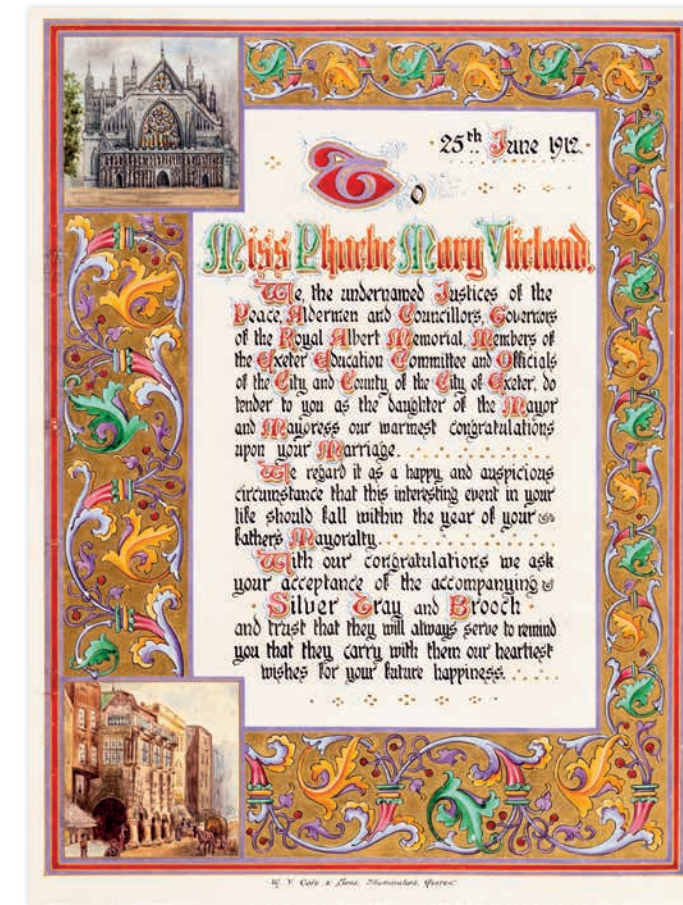 25th June 1912.
To
Miss Phoebe Mary Vlieland,
We, the undernamed Justices of the
Peace, Aldermen and Councillors, Governors
of the Royal Albert Memorial, Members of
the Exeter Education Committee and Officials
of the City and County of the City of Exeter, do
tender to you as the daughter of the Mayor
and Mayoress our warmest congratulations
upon your Marriage.
We regard it as a happy and auspicious
circumstance that this interesting event in your
life should fall within the year of your
father's Mayoralty.
With our congratulations we ask
your acceptance of the accompanying
Silver Tray and Brooch
and trust that they will always serve to remind
you that they carry with them our heartiest
wishes for your future happiness.
& Sons, Illuminators, Exeter.